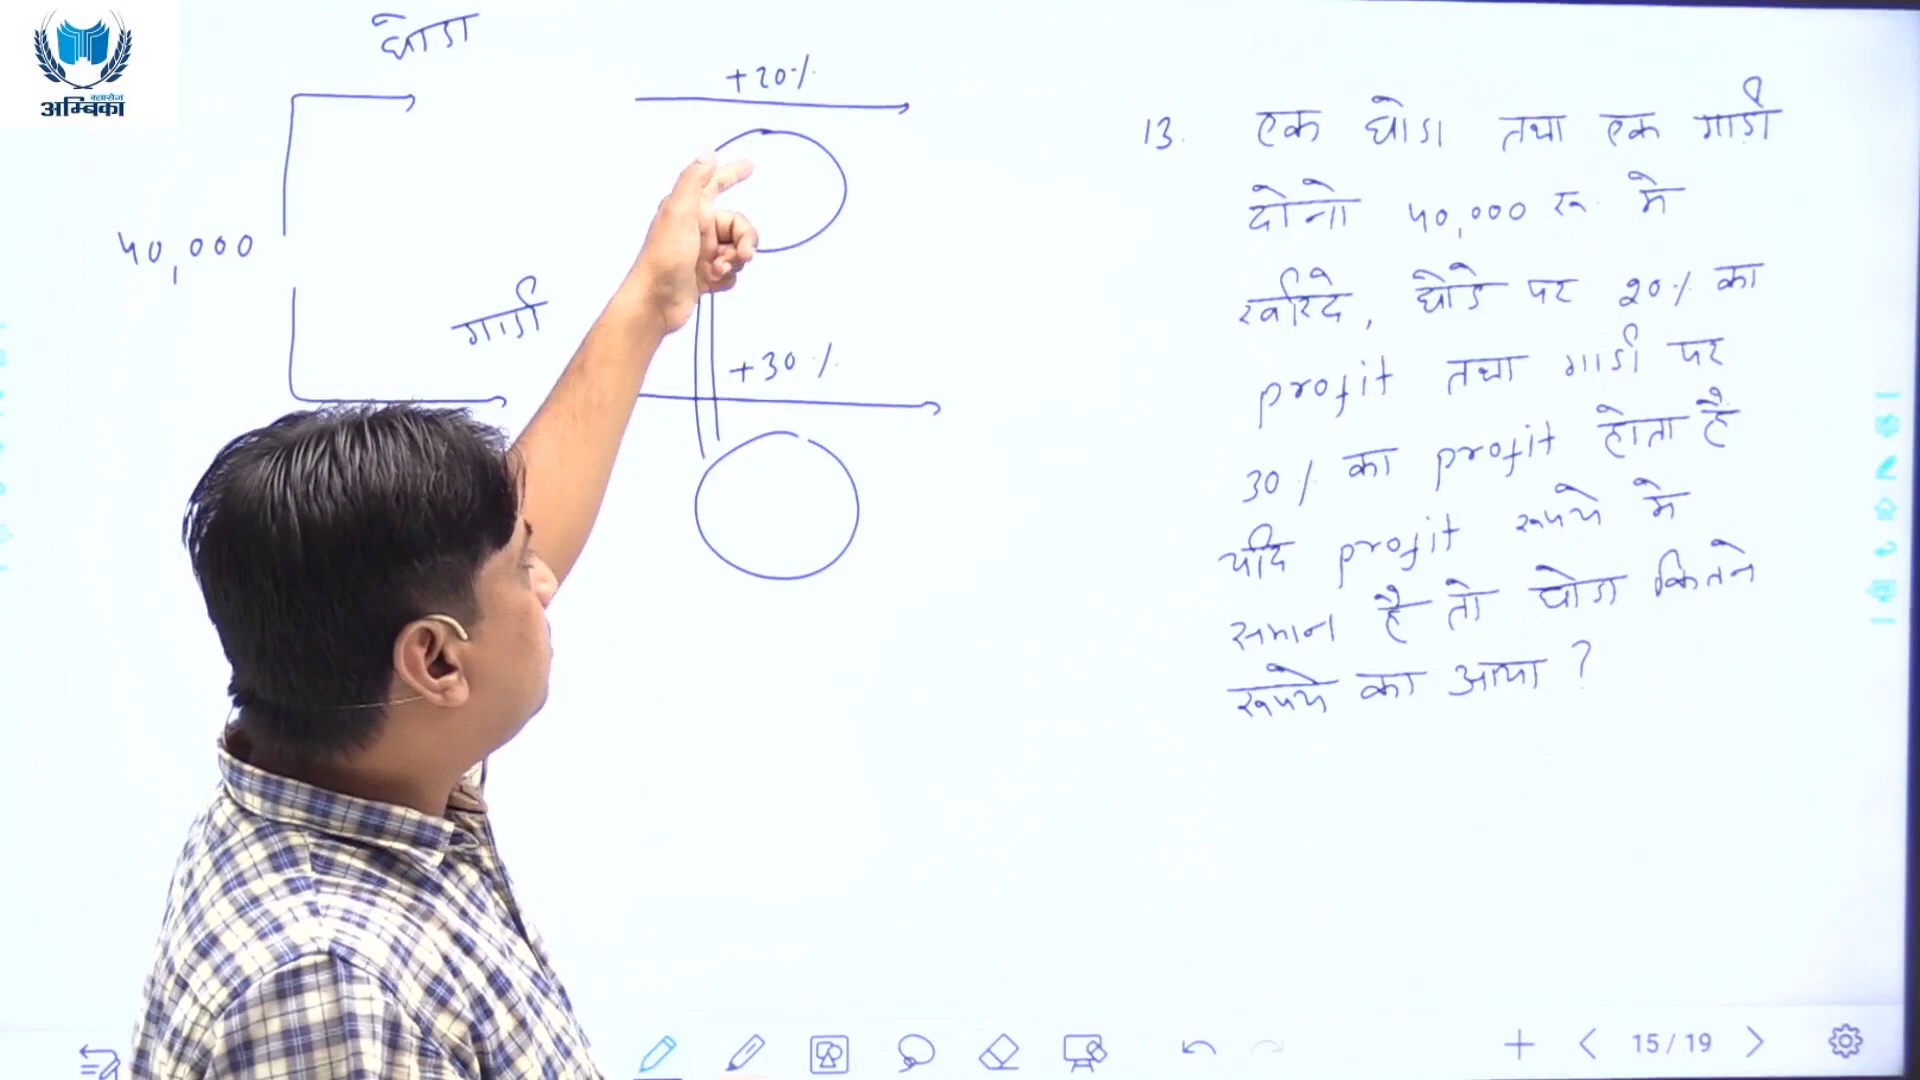 क्लासेज
अम्बिका
घोडा
+20%
40,000
गाडी
+30%
13. एक घोडा तथा एक गाडी
दोनो 40,000 रू. मे
खरिदे, घोडे पर 20% का
profit तथा गाडी पर
30% का profit होता है
यदि profit रूपये मे
समान है तो घोडा कितने
रूपये का आया ?
15/19